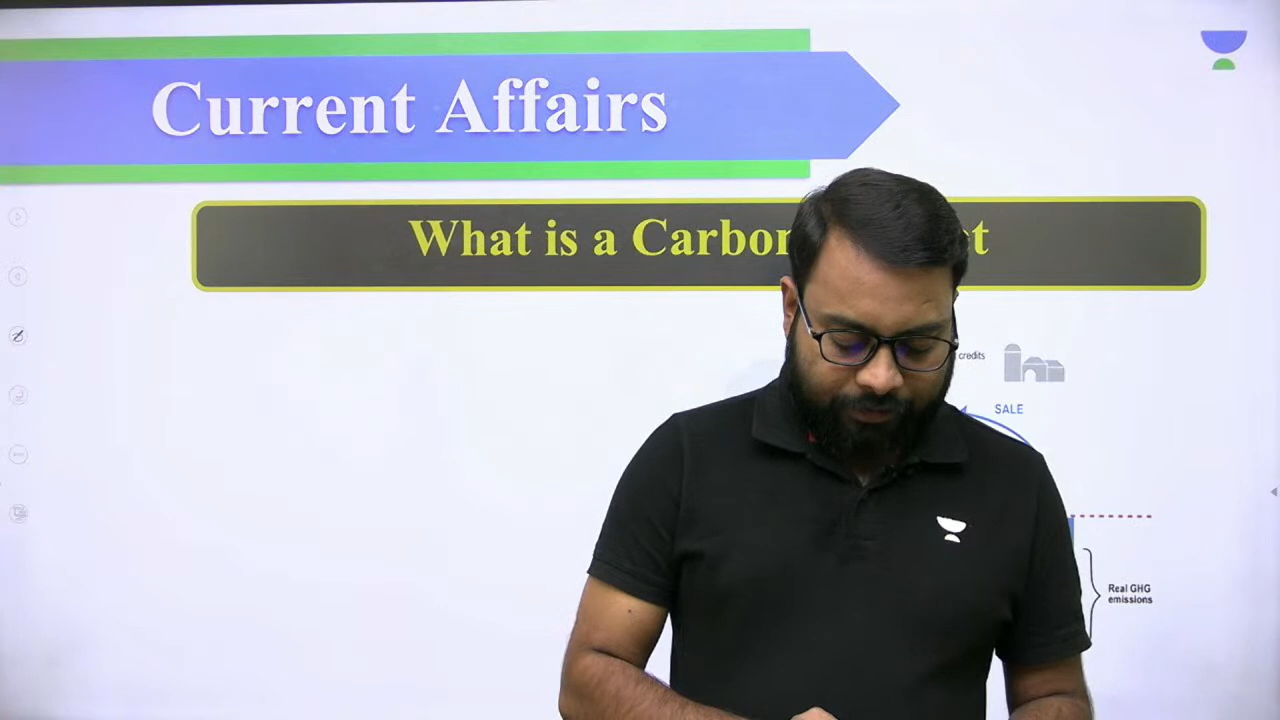 Current Affairs
What is a Carbon
credits
SALE
Real GHG
emissions